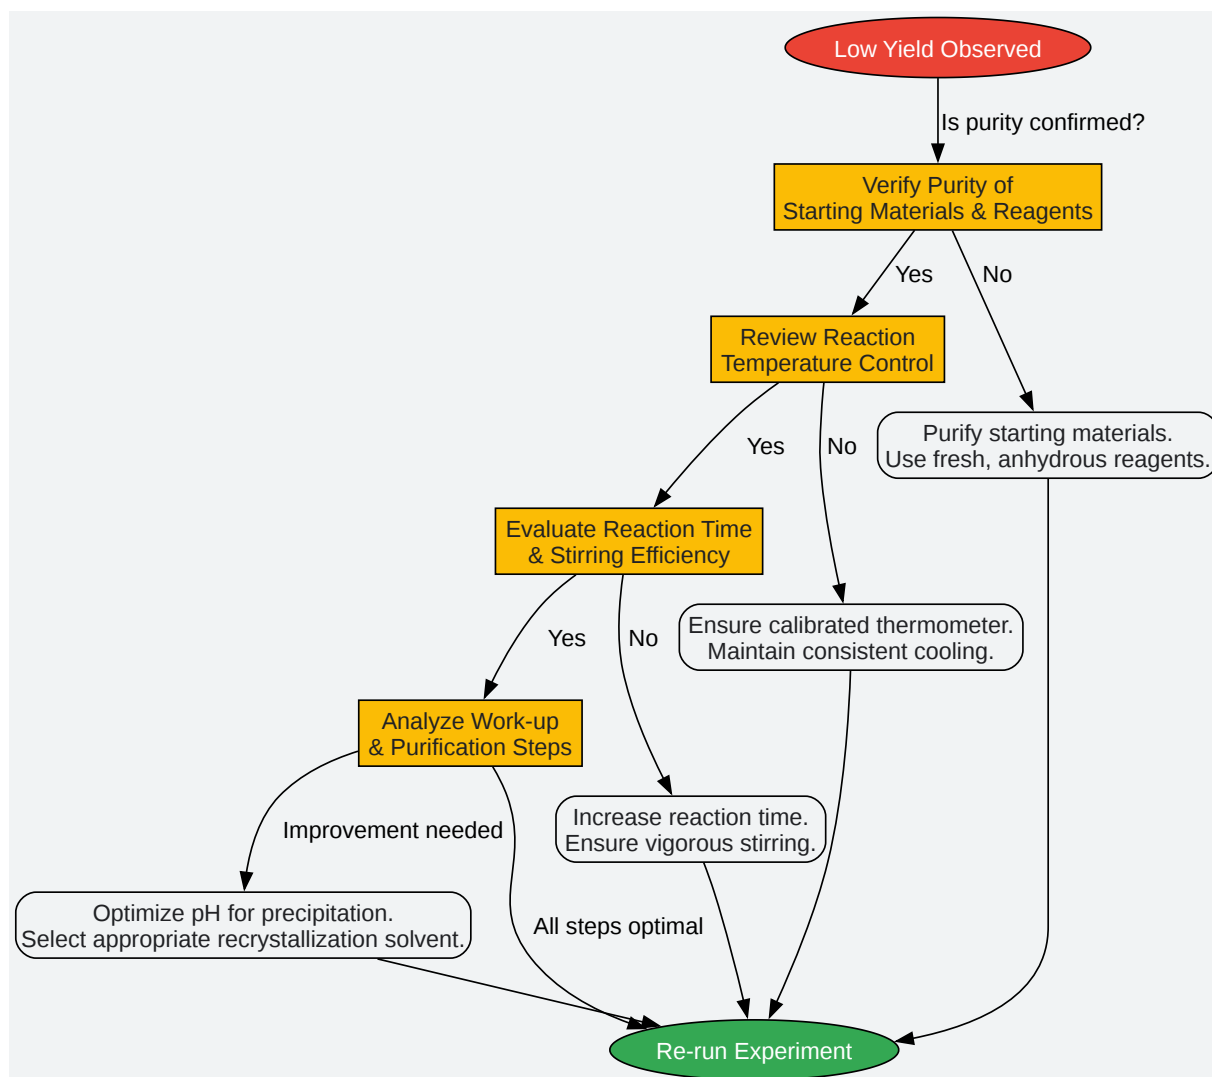 Low Yield Observed
Is purity confirmed?
Verify Purity of
Starting Materials & Reagents
Yes
No
Review Reaction
Temperature Control
Purify starting materials.
Use fresh, anhydrous reagents.
Yes
No
Evaluate Reaction Time
& Stirring Efficiency
Ensure calibrated thermometer.
Maintain consistent cooling.
Yes
No
Analyze Work-up
& Purification Steps
Increase reaction time.
Ensure vigorous stirring.
Improvement needed
Optimize pH for precipitation.
Select appropriate recrystallization solvent.
All steps optimal
Re-run Experiment